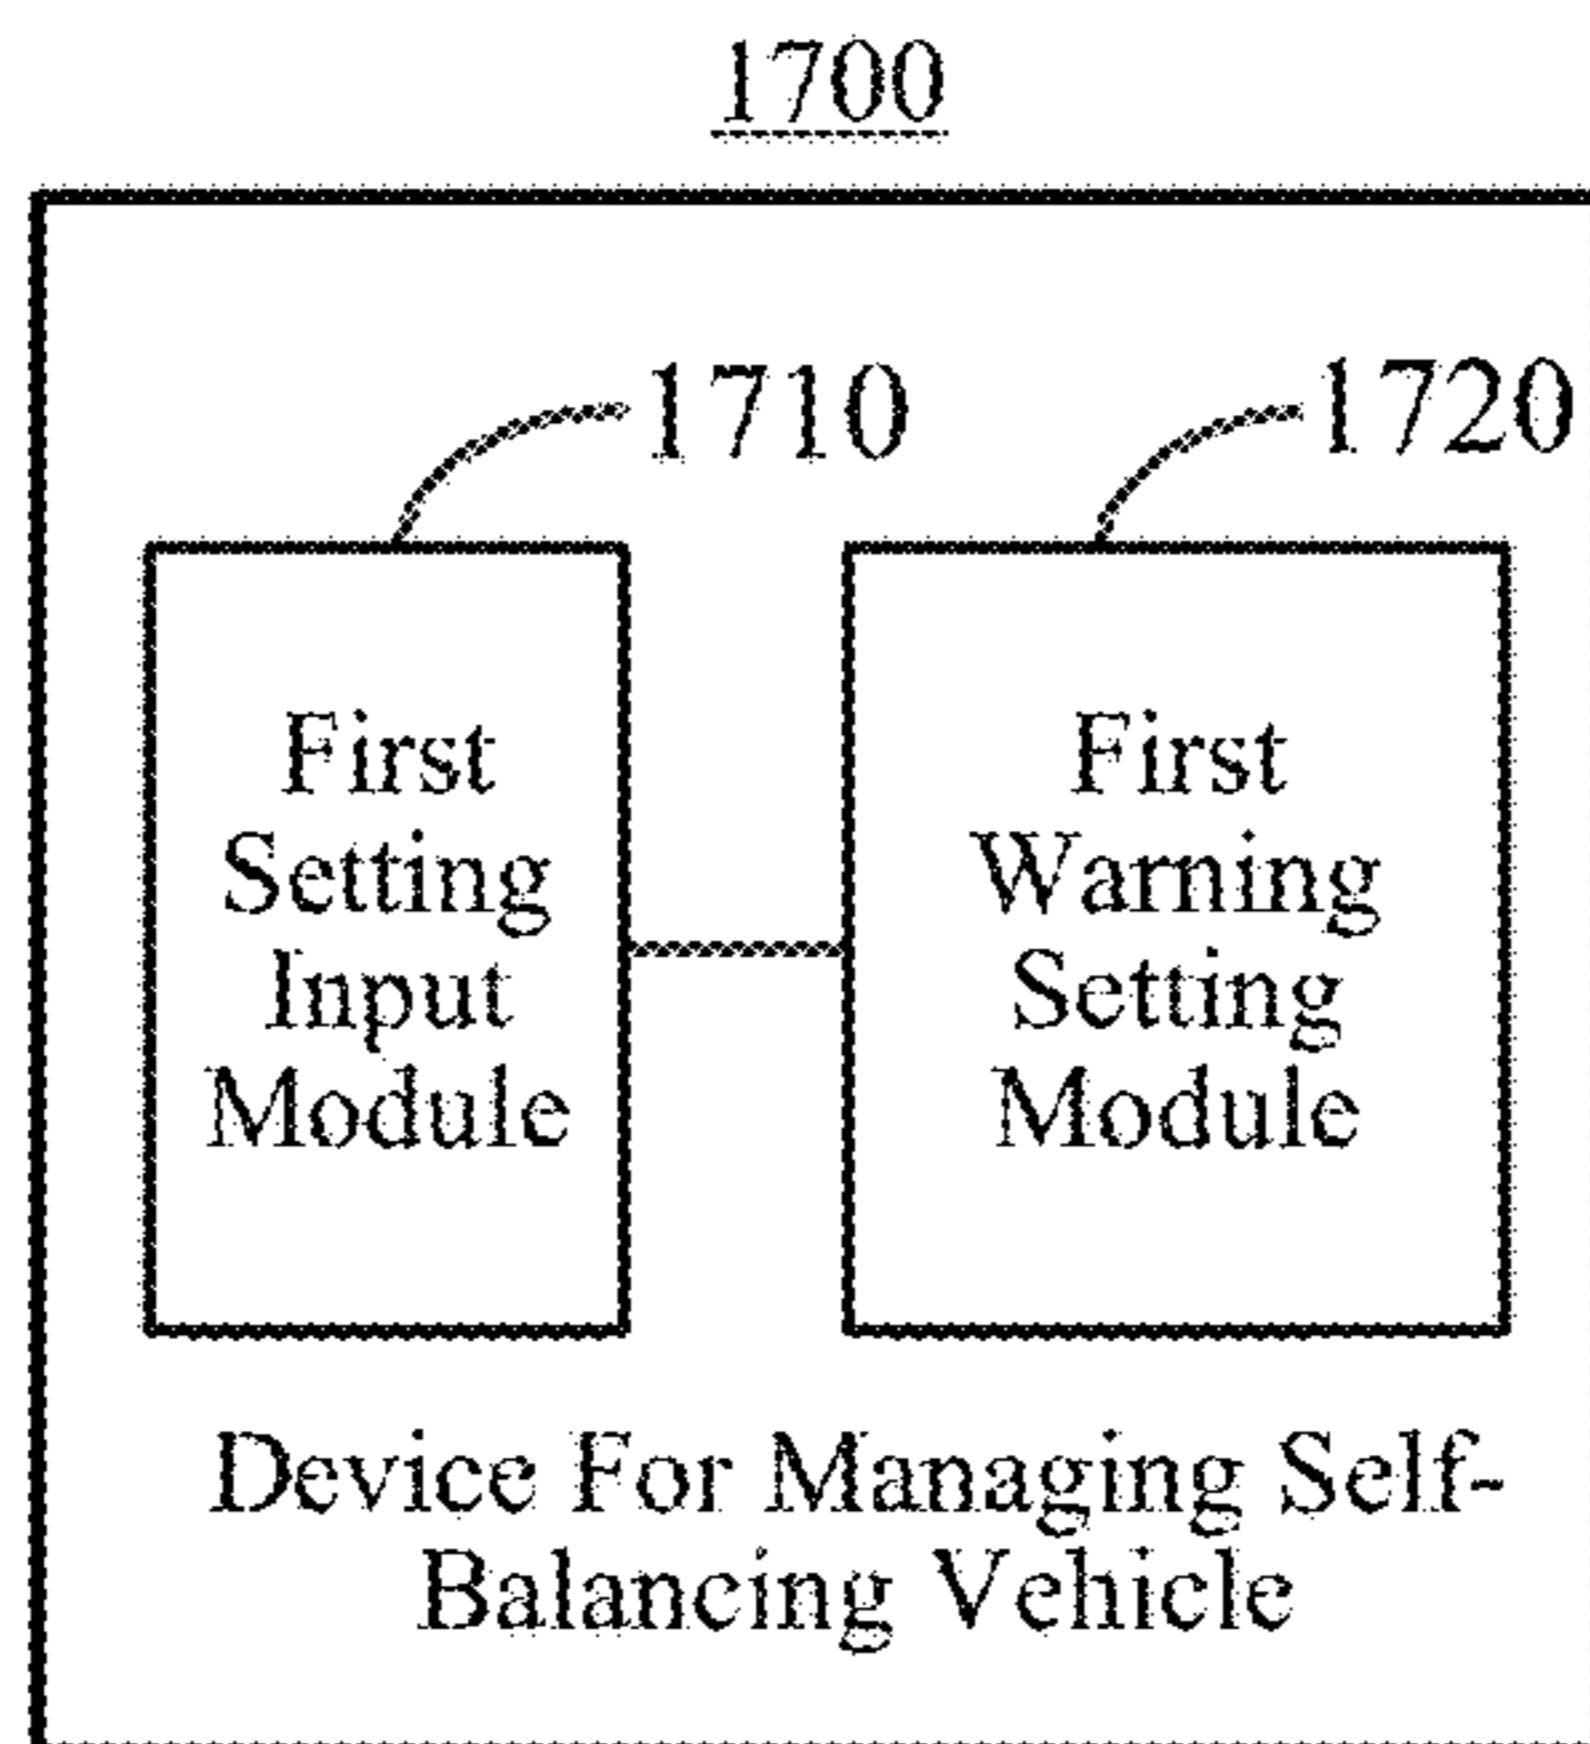 1700
1710
1720
First
Setting
Input
Module
First
Warning
Setting
Module
Device For Managing Self-
Balancing Vehicle